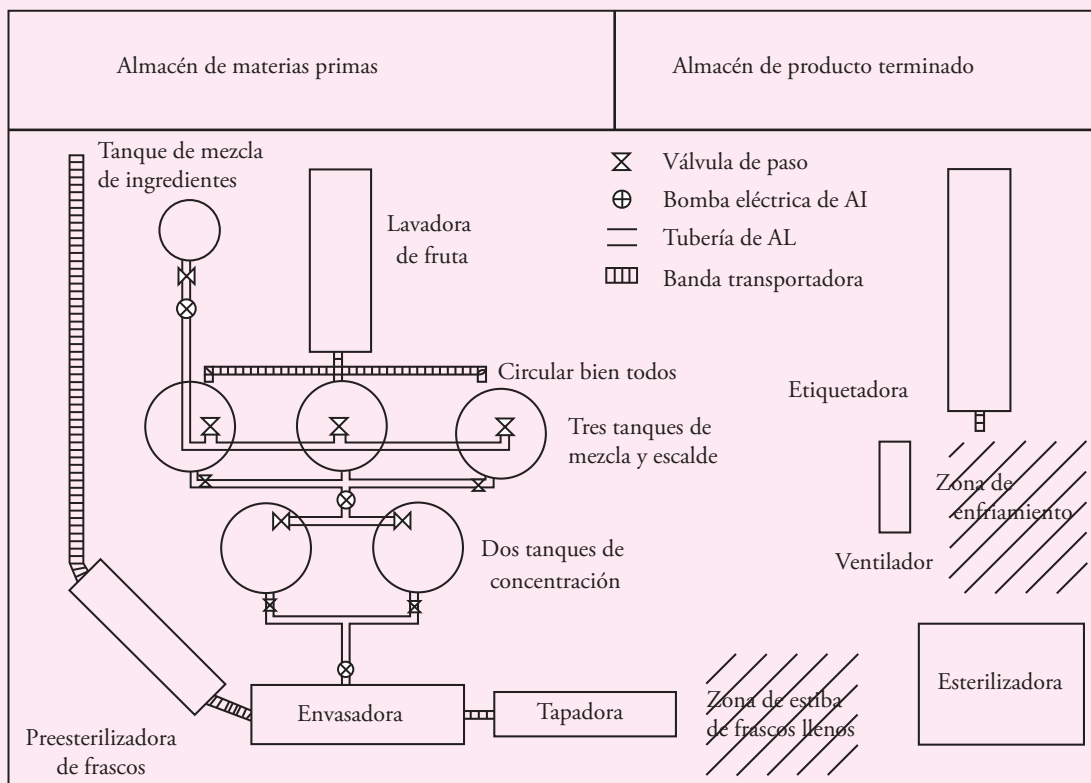 Almacén de materias primas
Almacén de producto terminado
Tanque de mezcla
de ingredientes
Lavadora
de fruta
Válvula de paso
Bomba eléctrica de AI
Tubería de AL
Banda transportadora
Circular bien todos
Tres tanques de
mezcla y escalde
Etiquetadora
Zona de
enfriamiento
Ventilador
Dos tanques de
concentración
Esterilizadora
Envasadora
Tapadora
Zona de estiba
de frascos llenos
Preesterilizadora
de frascos